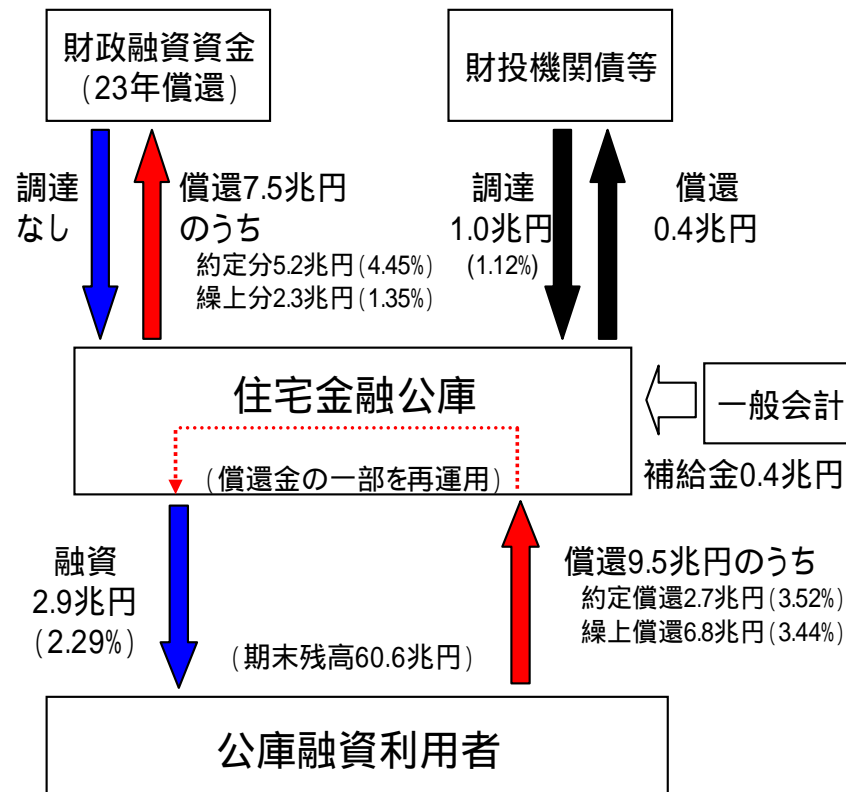 財政融資資金
(23年償還)
財投機関債等
調達
なし
償還7.5兆円
のうち
約定分5.2兆円(4.45%)
繰上分2.3兆円(1.35%)
調達
1.0兆円
(1.12%)
償還
0.4兆円
住宅金融公庫
(償還金の一部を再運用)
一般会計
補給金0.4兆円
融資
2.9兆円
(2.29%)
(期末残高60.6兆円)
償還9.5兆円のうち
約定償還2.7兆円(3.52%)
繰上償還6.8兆円(3.44%)
公庫融資利用者